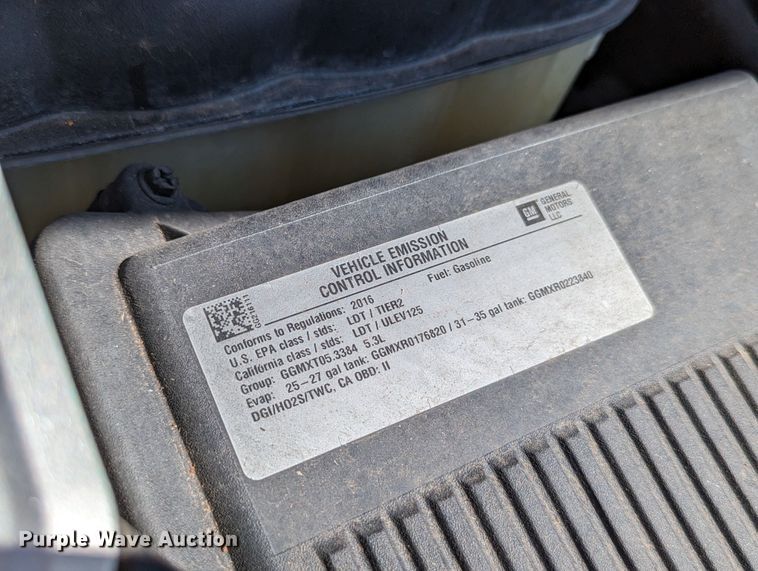 VEHICLE EMISSION
CONTROL INFORMATION
GM
GENERAL
MOTORS
LLC
Conforms to Regulations: 2016 Fuel: Gasoline
U.S. EPA class / stds: LDT / TIER2
California class / stds: LDT / ULEV125
Group: GGMXT05.3384 5.3L
Evap: 25-27 gal tank: GGMXR0176820 / 31-35 gal tank: GGMXR0223840
DGI/HO2S/TWC, CA OBD: II
Purple Wave Auction